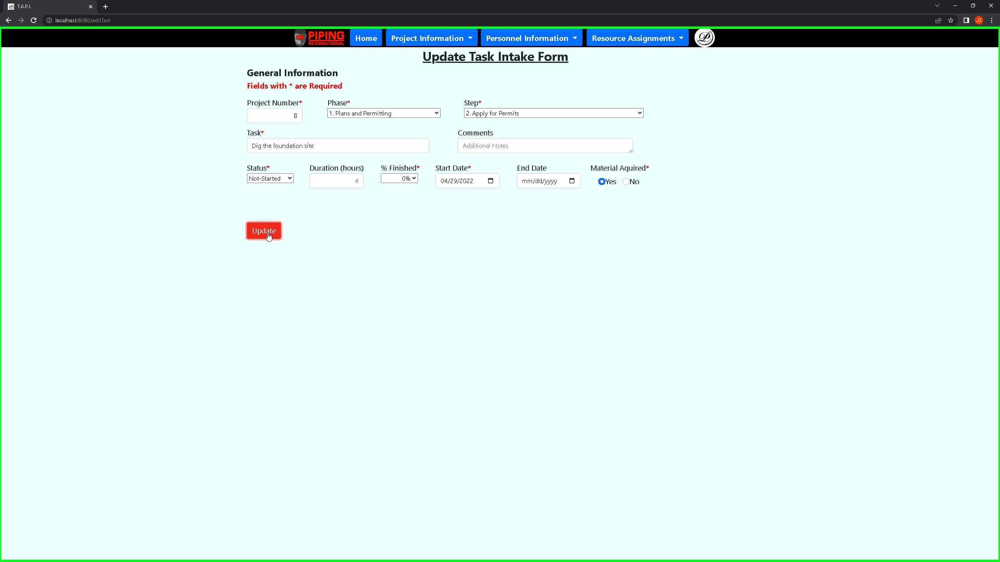 T.A.P.I.
localhost:8080/editTask
JZ
PIPING
INTERNATIONAL
Home
Project Information
Personnel Information
Resource Assignments
Update Task Intake Form
General Information
Fields with * are Required
Project Number* Phase* Step*
8 1. Plans and Permitting 2. Apply for Permits
Task* Comments
Dig the foundation site Additional Notes
Status* Duration (hours) % Finished* Start Date* End Date Material Aquired*
Not-Started 4 0% 04/29/2022 mm/dd/yyyy Yes No
Update